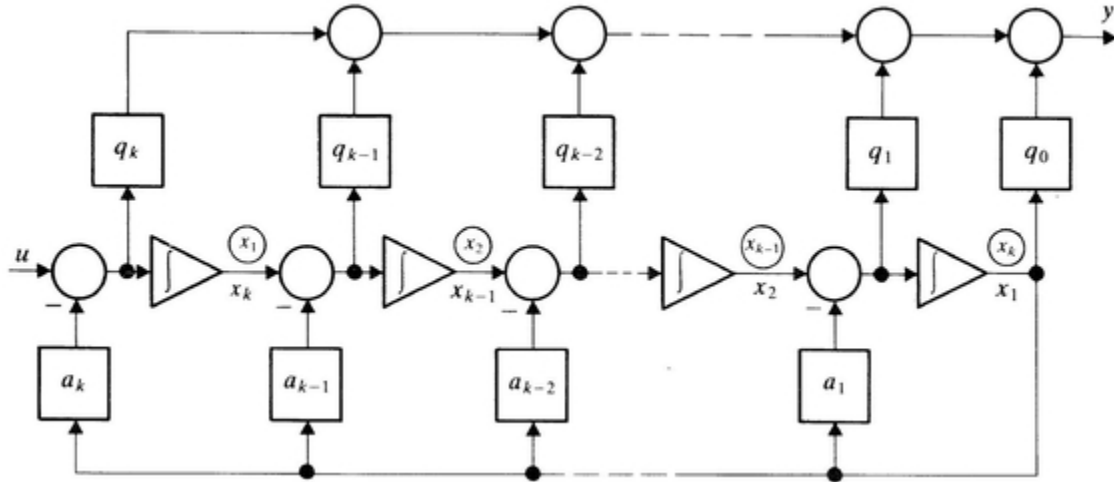 y
q_k
q_{k-1}
q_{k-2}
q_1
q_0
u
∫
x_1
x_k
∫
x_2
x_{k-1}
∫
x_{k-1}
x_2
∫
x_k
x_1
−
−
−
−
a_k
a_{k-1}
a_{k-2}
a_1